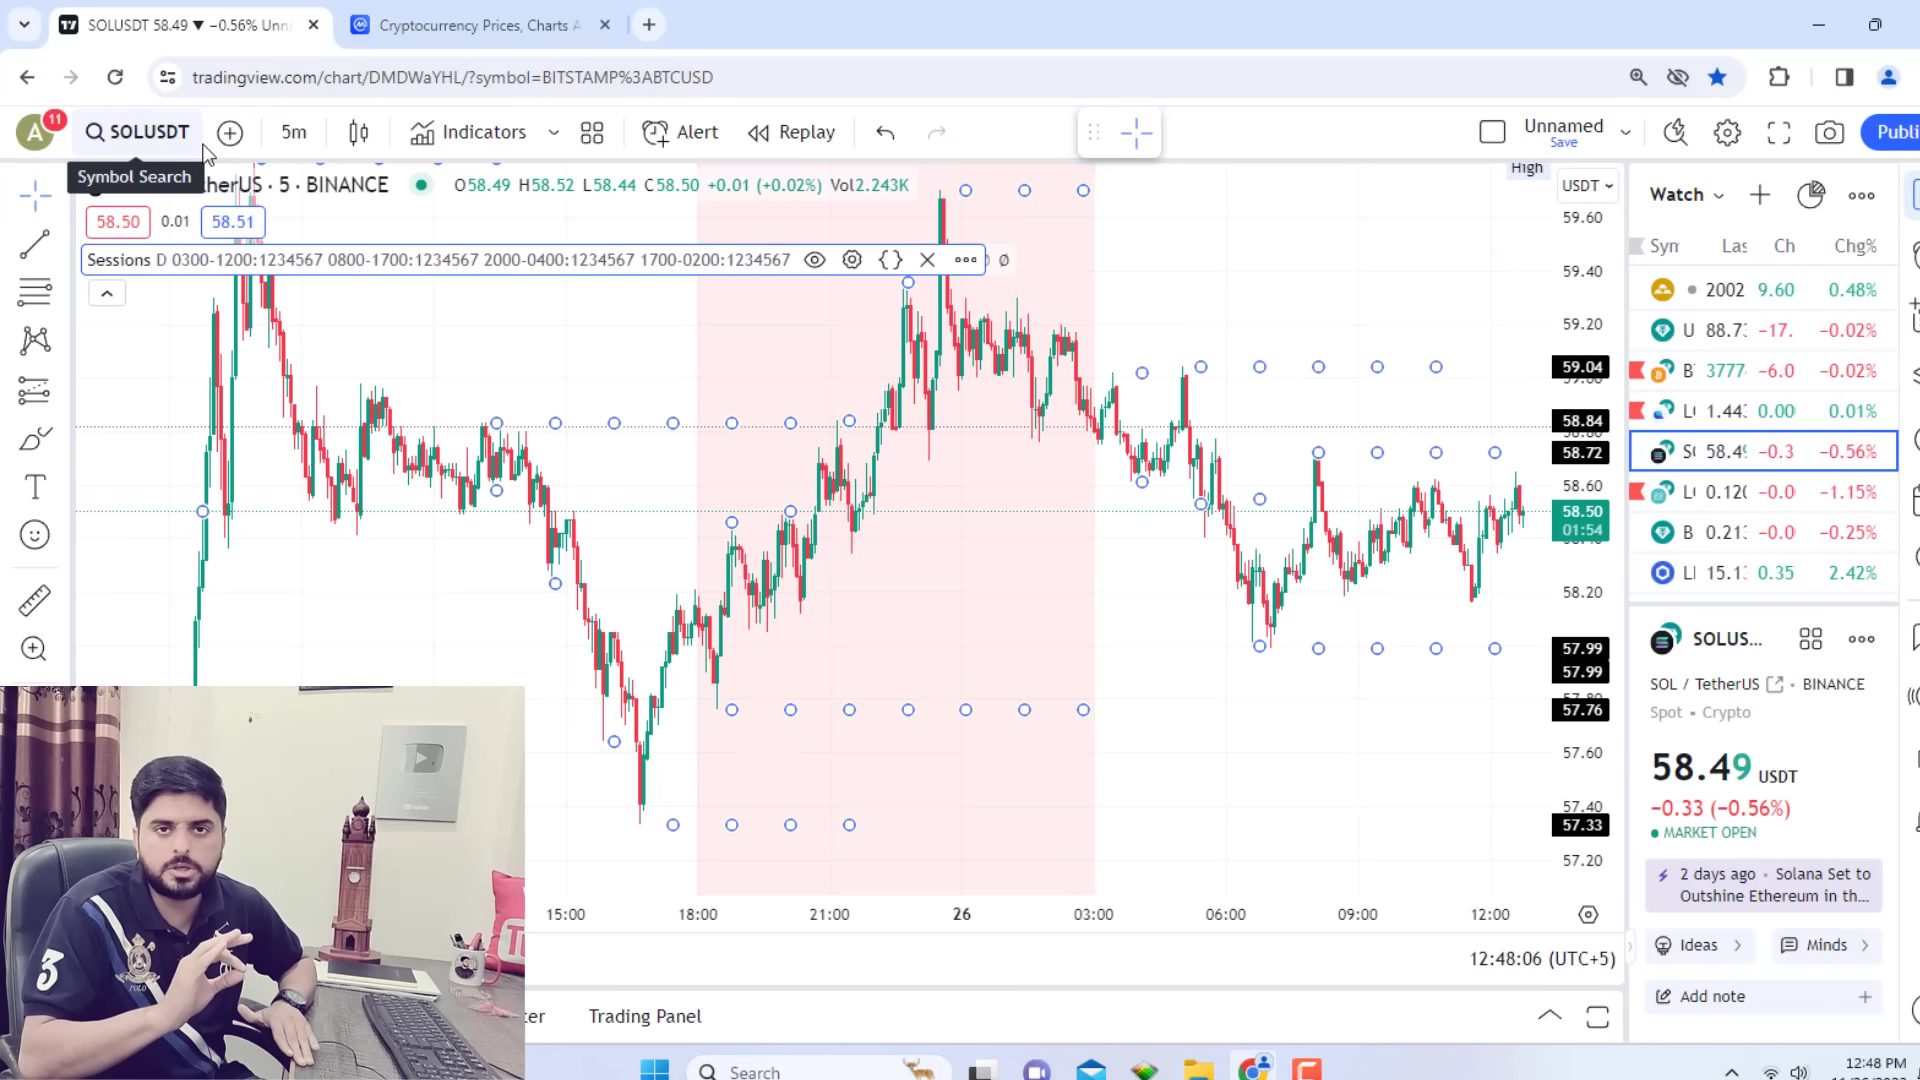 SOLUSDT 58.49 ▼ −0.56% Unn
Cryptocurrency Prices, Charts A
tradingview.com/chart/DMDWaYHL/?symbol=BITSTAMP%3ABTCUSD
A 11
SOLUSDT
5m
Indicators
Alert
Replay
Unnamed
Save
Publi
Symbol Search
therUS · 5 · BINANCE
O58.49 H58.52 L58.44 C58.50 +0.01 (+0.02%) Vol2.243K
High
USDT
58.50
0.01
58.51
Sessions D 0300-1200:1234567 0800-1700:1234567 2000-0400:1234567 1700-0200:1234567
59.60
59.40
59.20
59.04
58.84
58.72
58.60
58.50
01:54
58.20
57.99
57.99
57.76
57.60
57.40
57.33
57.20
15:00 18:00 21:00 26 03:00 06:00 09:00 12:00
12:48:06 (UTC+5)
Trading Panel
Watch
Syn Las Ch Chg%
2002 9.60 0.48%
U 88.7 −17. −0.02%
B 3777 −6.0 −0.02%
L 1.44 0.00 0.01%
S 58.4 −0.3 −0.56%
L 0.12 −0.0 −1.15%
B 0.21 −0.0 −0.25%
LI 15.1 0.35 2.42%
SOLUS...
SOL / TetherUS • BINANCE
Spot • Crypto
58.49 USDT
−0.33 (−0.56%)
MARKET OPEN
2 days ago • Solana Set to
Outshine Ethereum in th...
Ideas
Minds
Add note
3
POLO
Search
12:48 PM